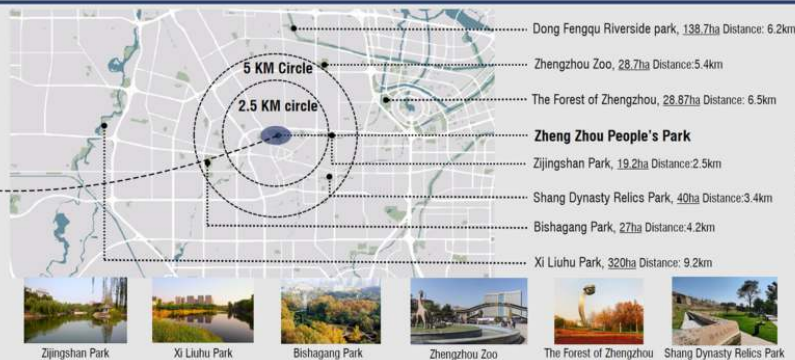 Dong Fengqu Riverside park, 138.7ha Distance: 6.2km
5 KM Circle
Zhengzhou Zoo, 28.7ha Distance:5.4km
2.5 KM circle
The Forest of Zhengzhou, 28.87ha Distance: 6.5km
Zheng Zhou People's Park
Zijingshan Park, 19.2ha Distance:2.5km
Shang Dynasty Relics Park, 40ha Distance:3.4km
Bishagang Park, 27ha Distance:4.2km
Xi Liuhu Park, 320ha Distance: 9.2km
Zijingshan Park
Xi Liuhu Park
Bishagang Park
Zhengzhou Zoo
The Forest of Zhengzhou
Shang Dynasty Relics Park